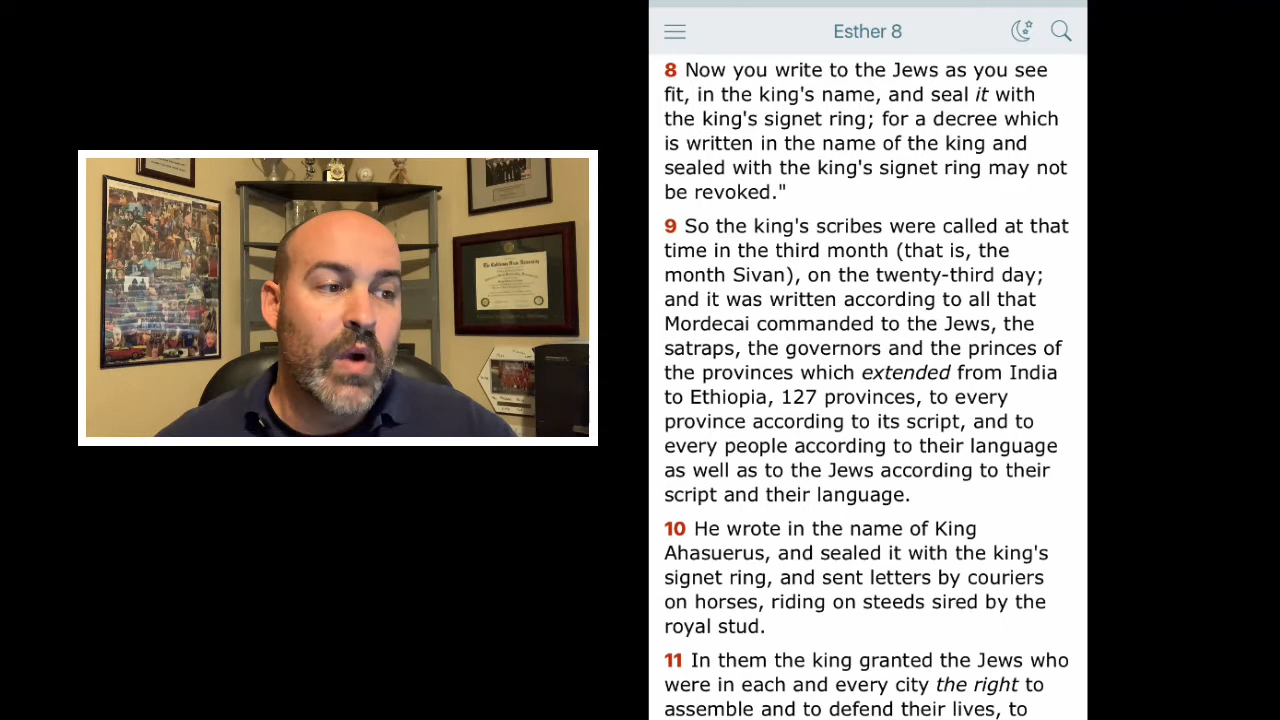 Esther 8
8 Now you write to the Jews as you see
fit, in the king's name, and seal it with
the king's signet ring; for a decree which
is written in the name of the king and
sealed with the king's signet ring may not
be revoked."
9 So the king's scribes were called at that
time in the third month (that is, the
month Sivan), on the twenty-third day;
and it was written according to all that
Mordecai commanded to the Jews, the
satraps, the governors and the princes of
the provinces which extended from India
to Ethiopia, 127 provinces, to every
province according to its script, and to
every people according to their language
as well as to the Jews according to their
script and their language.
10 He wrote in the name of King
Ahasuerus, and sealed it with the king's
signet ring, and sent letters by couriers
on horses, riding on steeds sired by the
royal stud.
11 In them the king granted the Jews who
were in each and every city the right to
assemble and to defend their lives, to